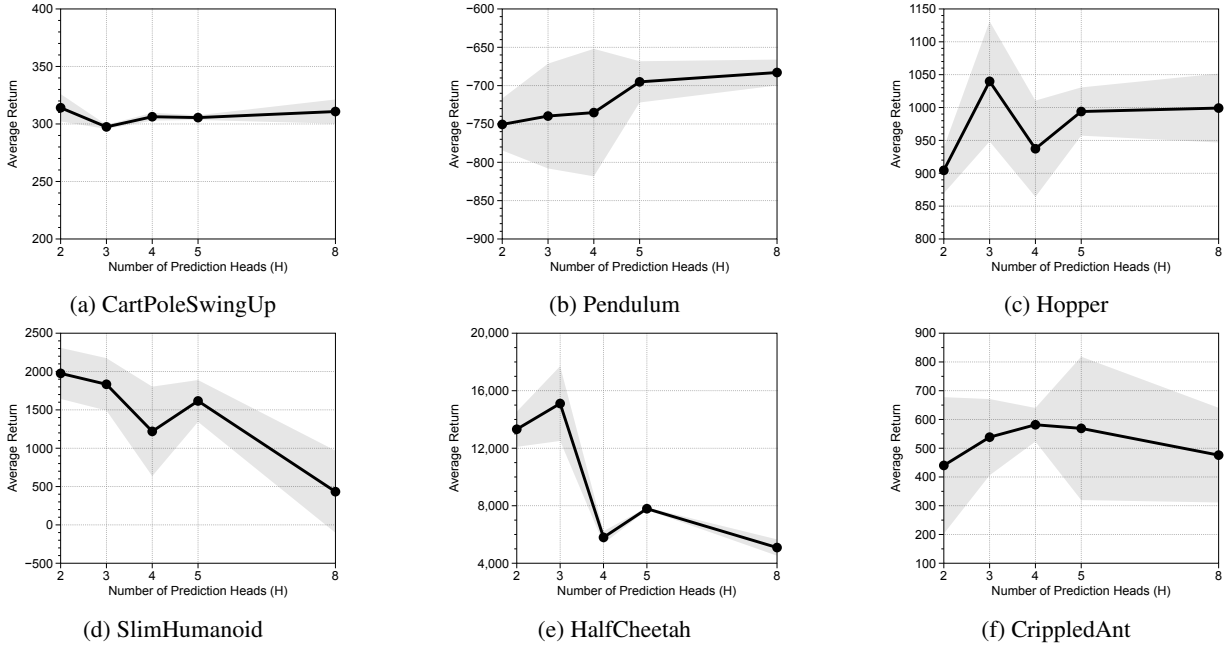 400
350
300
250
200
Average Return
2 3 4 5 8
Number of Prediction Heads (H)
(a) CartPoleSwingUp
−600
−650
−700
−750
−800
−850
−900
Average Return
2 3 4 5 8
Number of Prediction Heads (H)
(b) Pendulum
1150
1100
1050
1000
950
900
850
800
Average Return
2 3 4 5 8
Number of Prediction Heads (H)
(c) Hopper
2500
2000
1500
1000
500
0
−500
Average Return
2 3 4 5 8
Number of Prediction Heads (H)
(d) SlimHumanoid
20,000
16,000
12,000
8,000
4,000
Average Return
2 3 4 5 8
Number of Prediction Heads (H)
(e) HalfCheetah
900
800
700
600
500
400
300
200
100
Average Return
2 3 4 5 8
Number of Prediction Heads (H)
(f) CrippledAnt